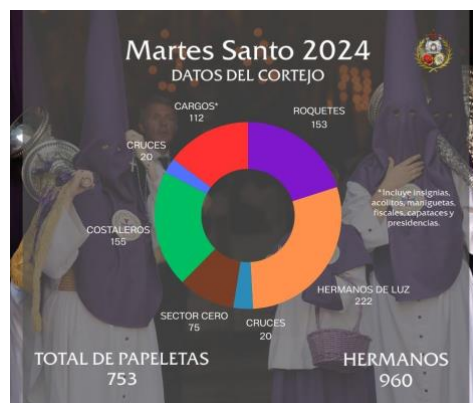 Martes Santo 2024
DATOS DEL CORTEJO
CARGOS*
112
ROQUETES
153
CRUCES
20
*Incluye insignias,
acólitos, maniguetas,
fiscales, capataces y
presidencias.
COSTALEROS
155
HERMANOS DE LUZ
222
SECTOR CERO
75
CRUCES
20
TOTAL DE PAPELETAS
753
HERMANOS
960